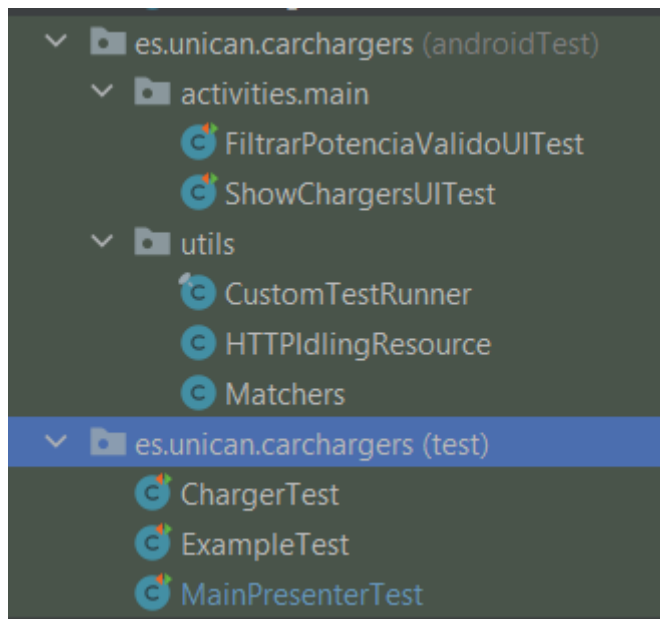 es.unican.carchargers (androidTest)
activities.main
FiltrarPotenciaValidoUITest
ShowChargersUITest
utils
CustomTestRunner
HTTPIdlingResource
Matchers
es.unican.carchargers (test)
ChargerTest
ExampleTest
MainPresenterTest